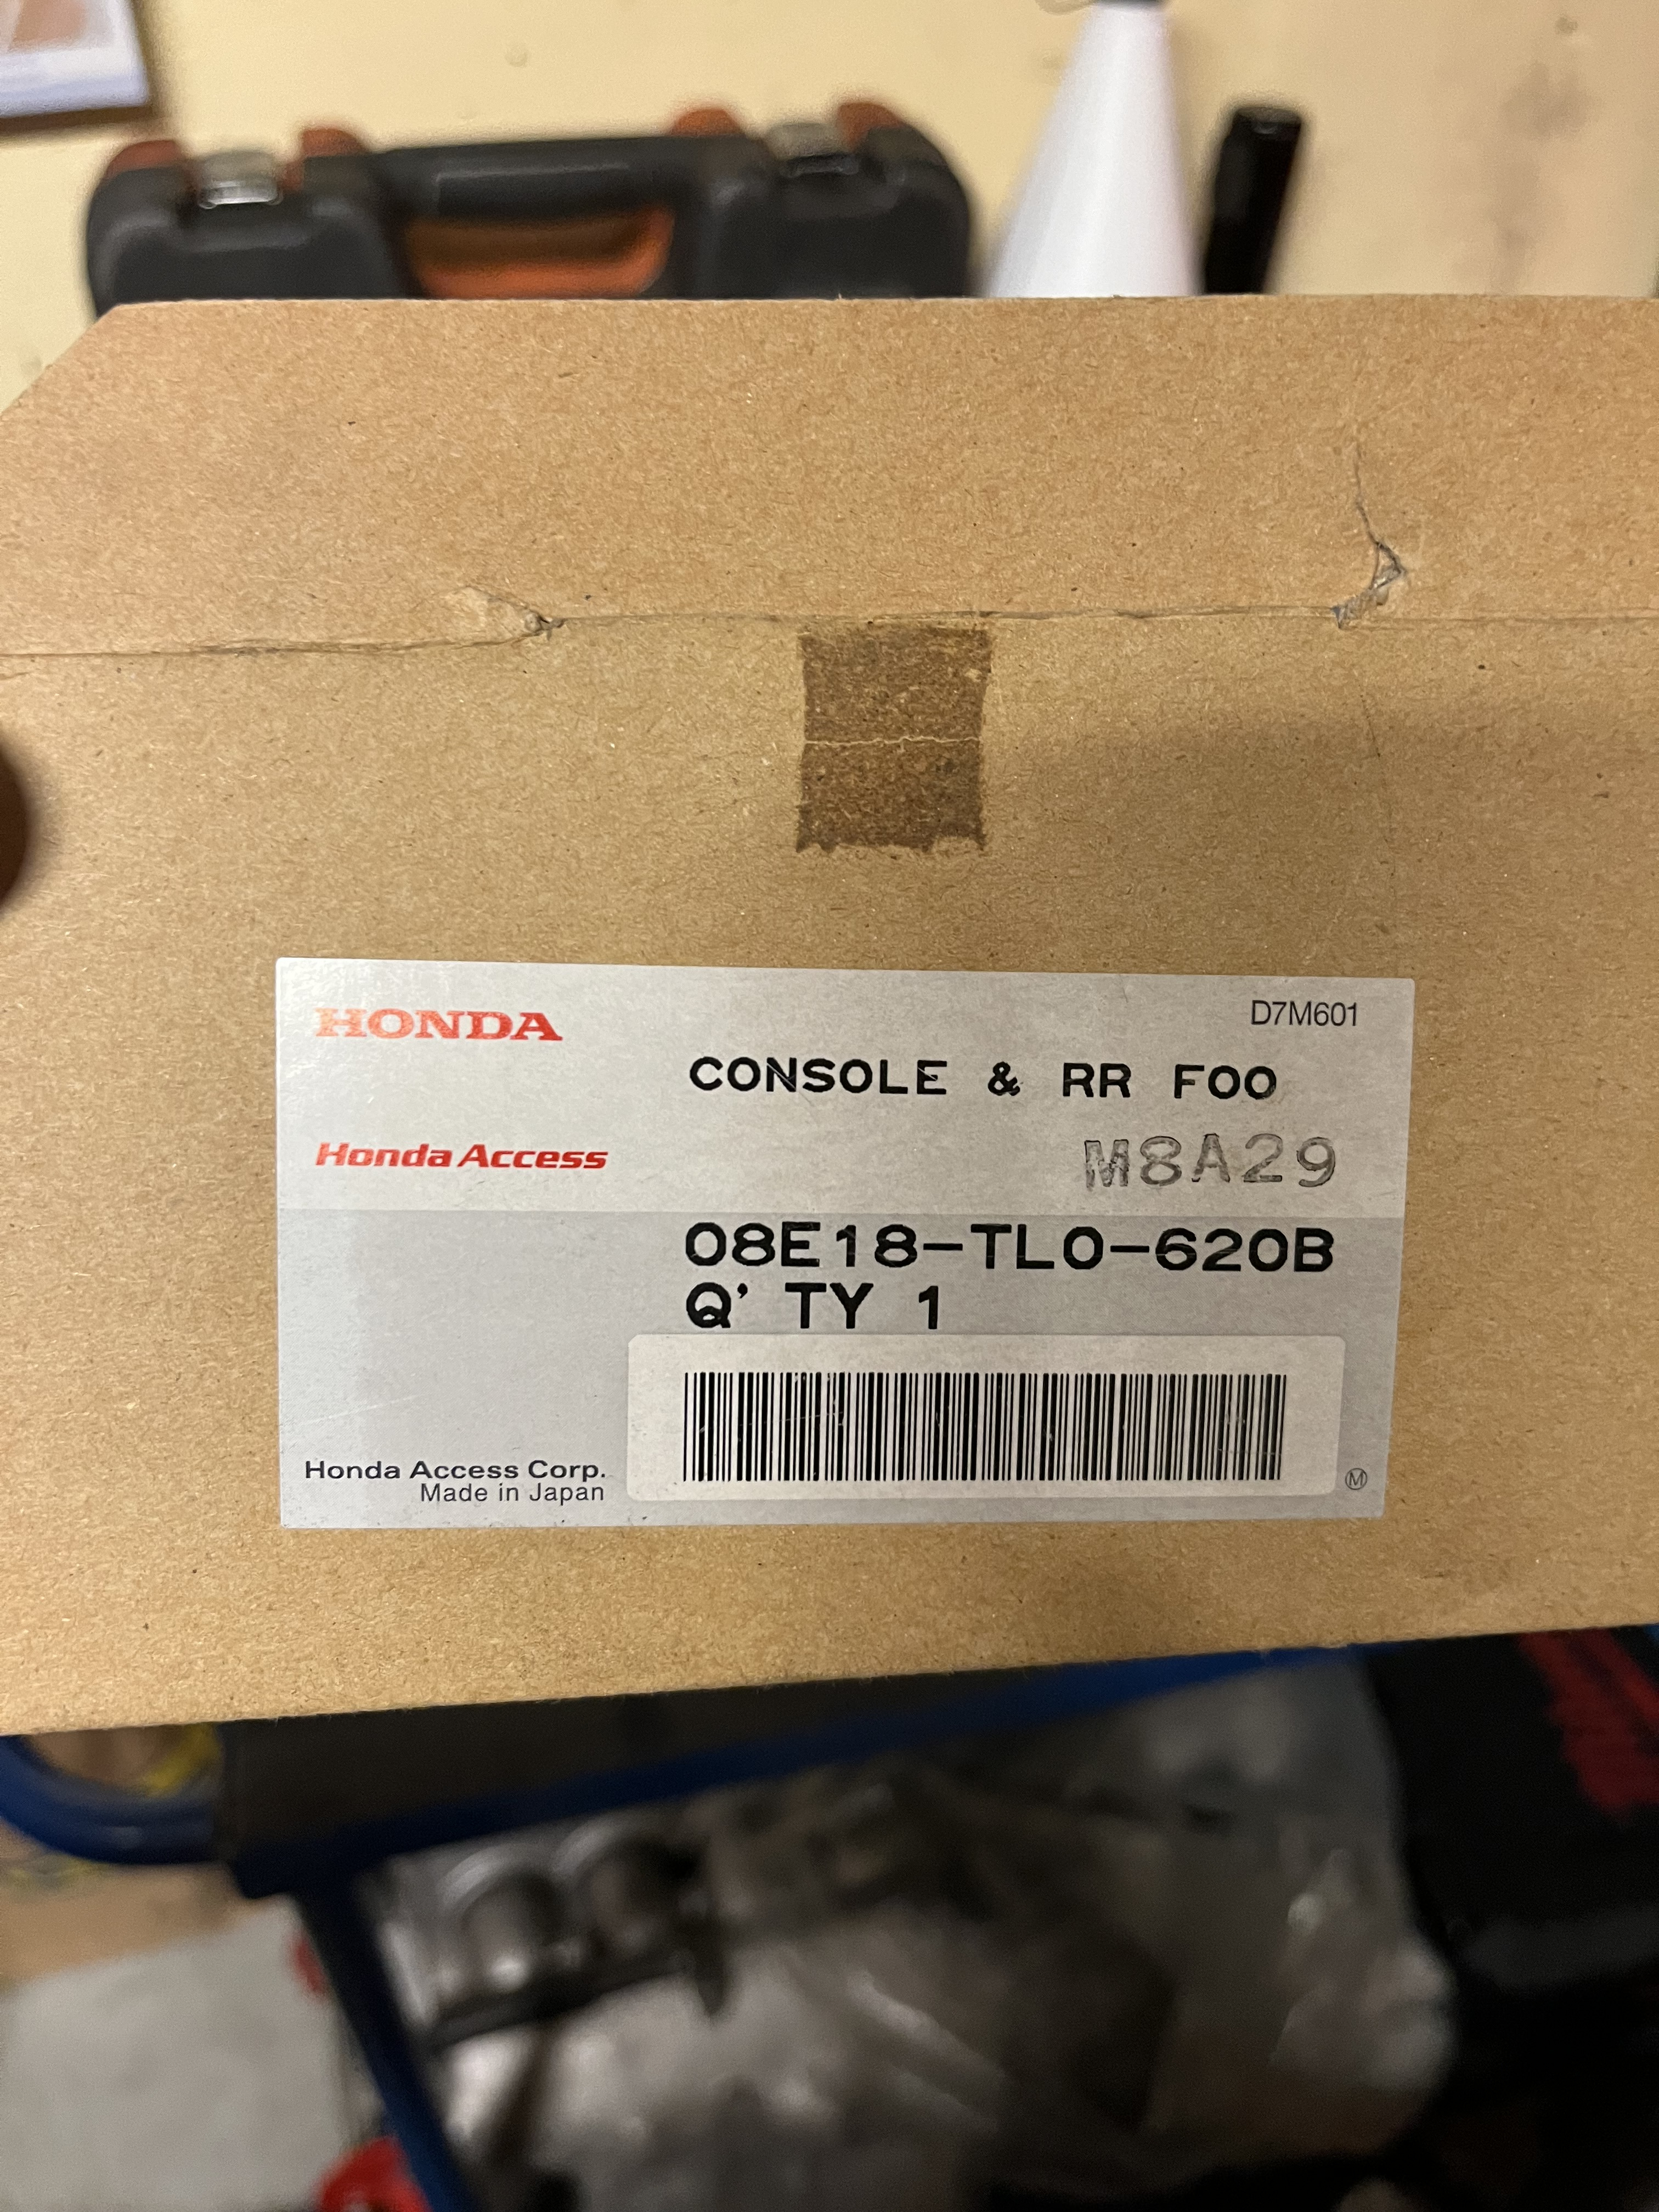 HONDA
D7M601
CONSOLE & RR FOO
Honda Access
M8A29
08E18-TL0-620B
Q' TY 1
Honda Access Corp.
Made in Japan
M